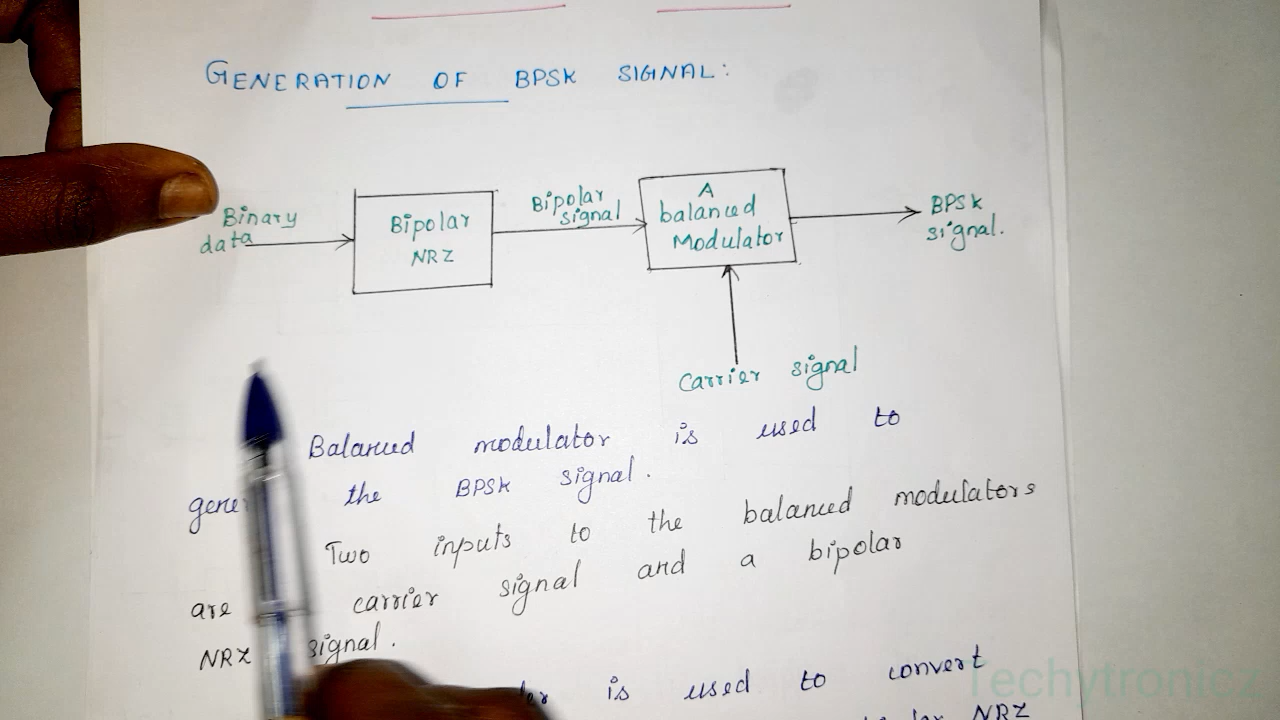 GENERATION OF BPSK SIGNAL:
Binary
data
Bipolar
NRZ
Bipolar
signal
A
balanced
Modulator
BPSK
signal.
Carrier signal
Balanced modulator is used to
the BPSK signal.
Two inputs to the balanced modulators
are carrier signal and a bipolar
NRZ signal.
is used to convert
NRZ
Techytronicz